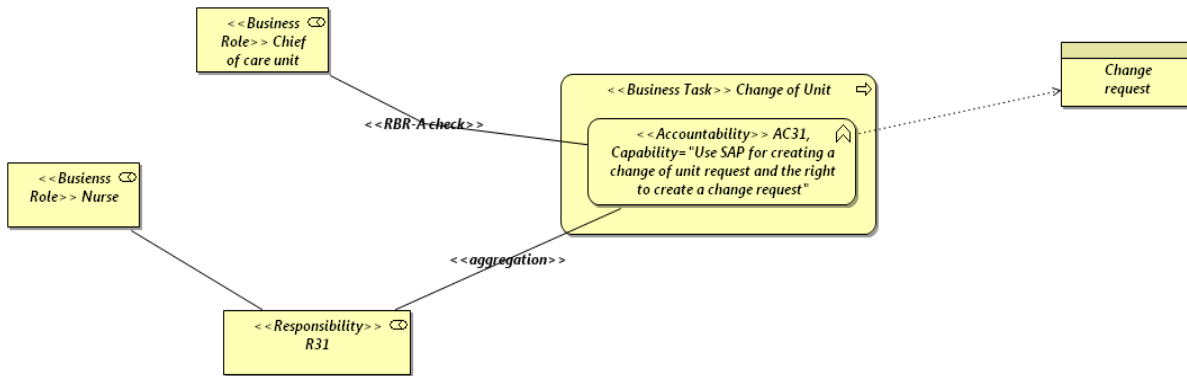 <<Business
Role>> Chief
of care unit
<<Business Task>> Change of Unit
Change
request
<<RBR-A check>>
<<Accountability>> AC31,
Capability="Use SAP for creating a
change of unit request and the right
to create a change request"
<<Busienss
Role>> Nurse
<<aggregation>>
<<Responsibility>>
R31